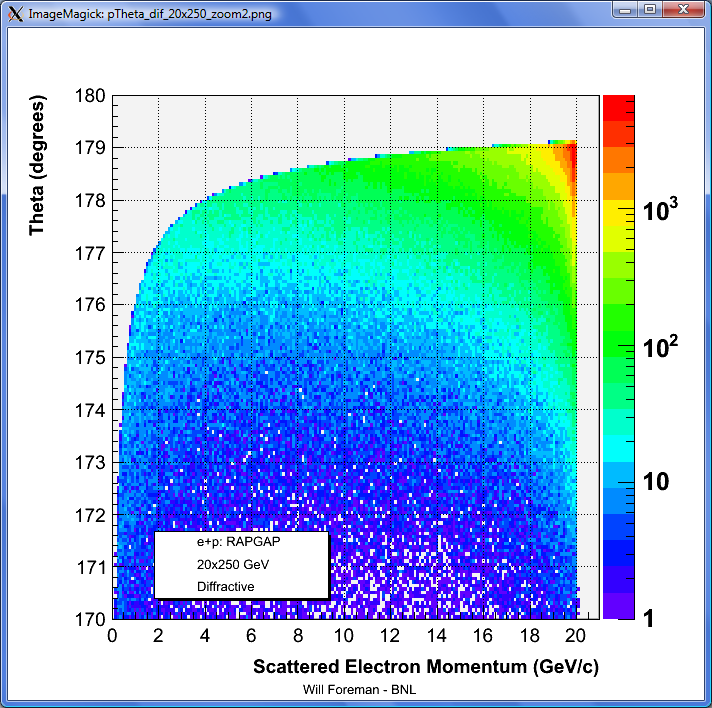 ImageMagick: pTheta_dif_20x250_zoom2.png
Theta (degrees)
180
179
178
177
176
175
174
173
172
171
170
0 2 4 6 8 10 12 14 16 18 20
10³
10²
10
1
e+p: RAPGAP
20x250 GeV
Diffractive
Scattered Electron Momentum (GeV/c)
Will Foreman - BNL